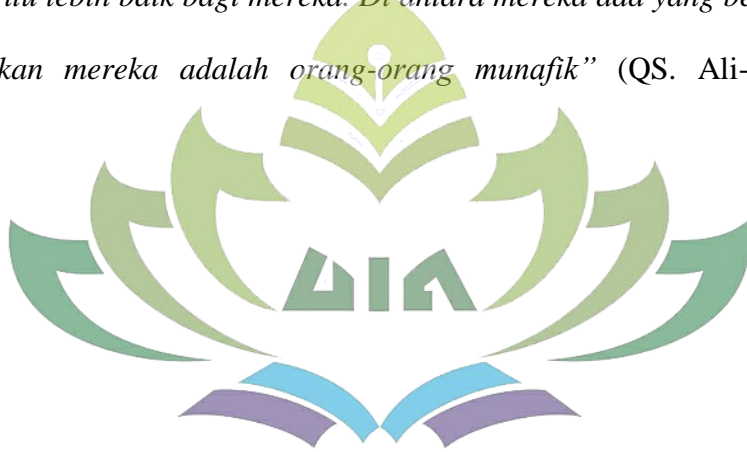 itu lebih baik bagi mereka. Di antara mereka ada yang be
kan mereka adalah orang-orang munafik” (QS. Ali-
UIN